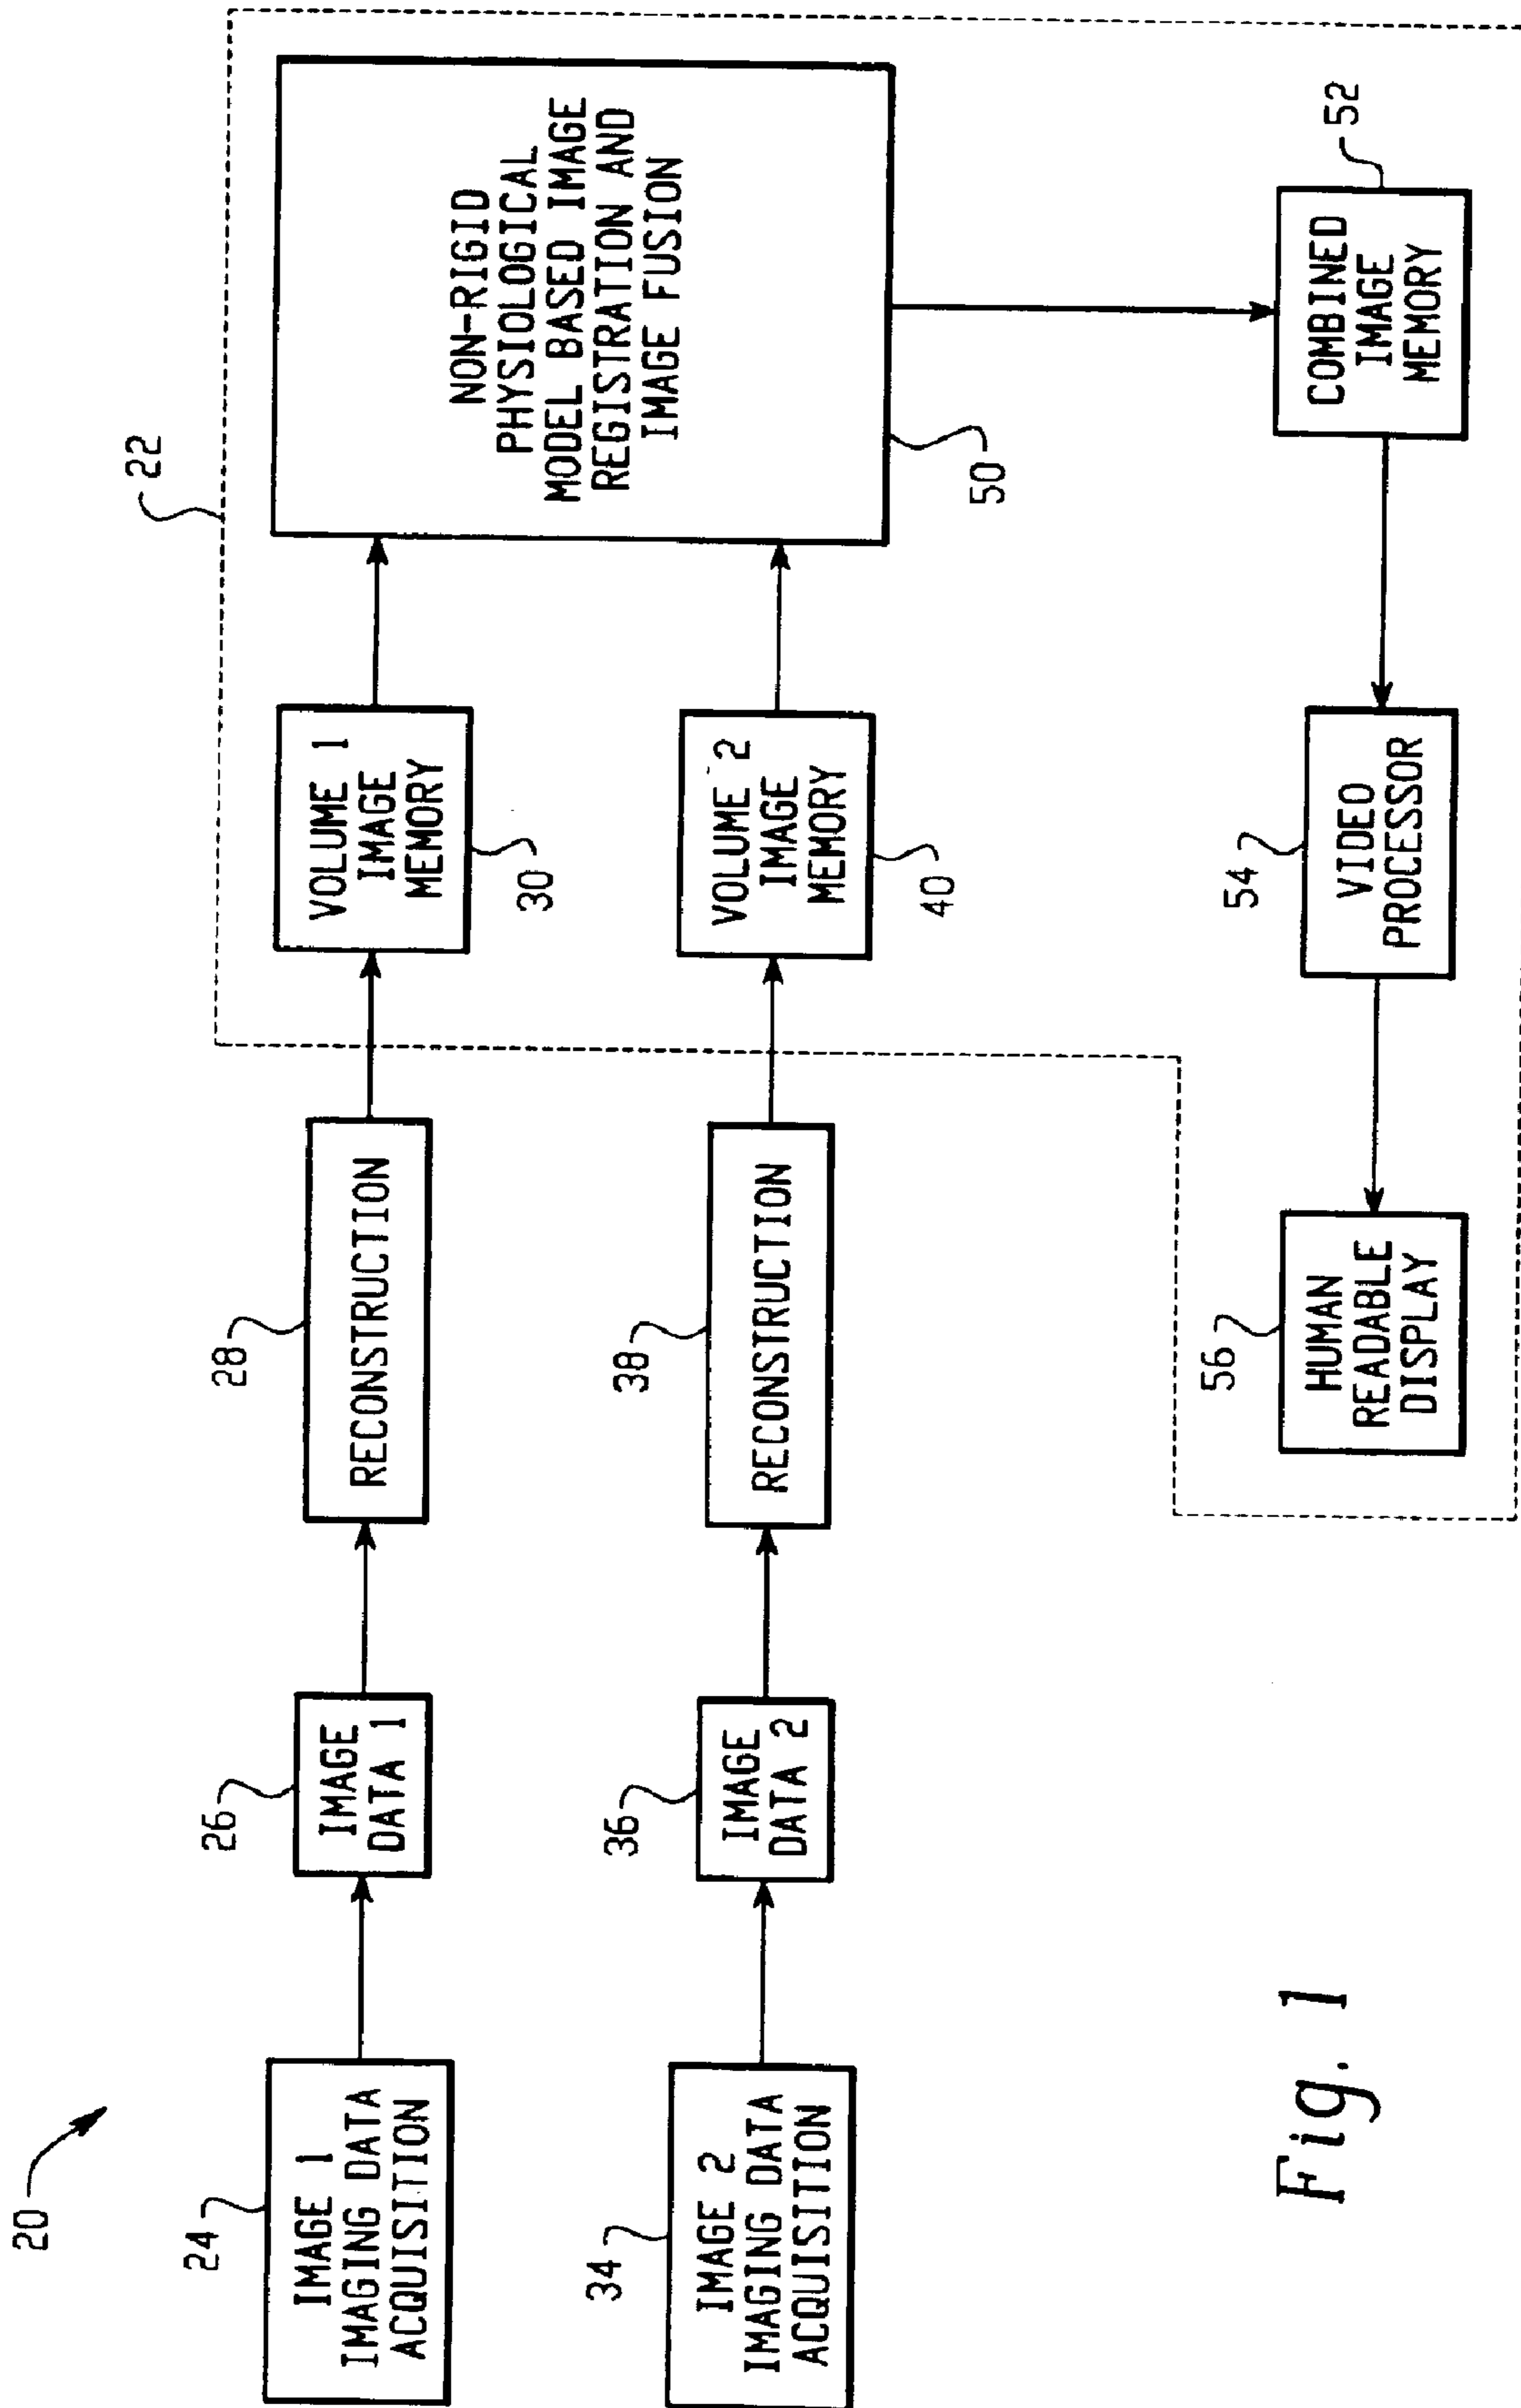 20
22
24
IMAGE 1
IMAGING DATA
ACQUISITION
26
IMAGE
DATA 1
28
RECONSTRUCTION
VOLUME 1
IMAGE
MEMORY
30
NON-RIGID
PHYSIOLOGICAL
MODEL BASED IMAGE
REGISTRATION AND
IMAGE FUSION
50
34
IMAGE 2
IMAGING DATA
ACQUISITION
36
IMAGE
DATA 2
38
RECONSTRUCTION
VOLUME 2
IMAGE
MEMORY
40
56
HUMAN
READABLE
DISPLAY
54
VIDEO
PROCESSOR
52
COMBINED
IMAGE
MEMORY
Fig. 1